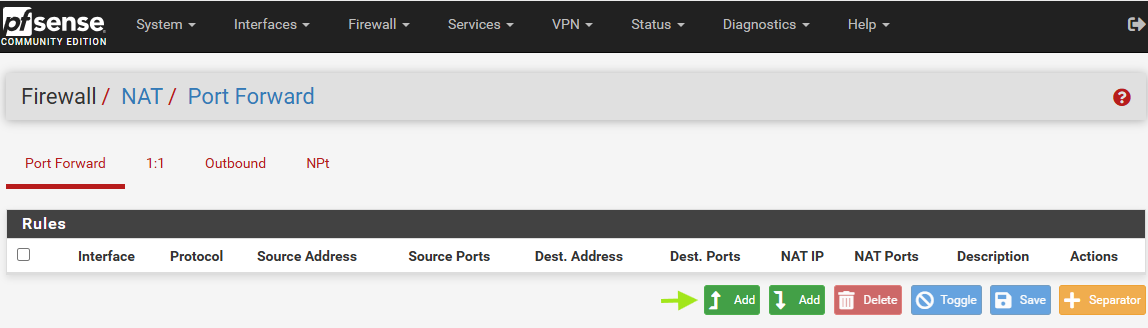 pfsense
COMMUNITY EDITION
System Interfaces Firewall Services VPN Status Diagnostics Help
Firewall / NAT / Port Forward ?
Port Forward 1:1 Outbound NPt
Rules
Interface Protocol Source Address Source Ports Dest. Address Dest. Ports NAT IP NAT Ports Description Actions
Add Add Delete Toggle Save Separator